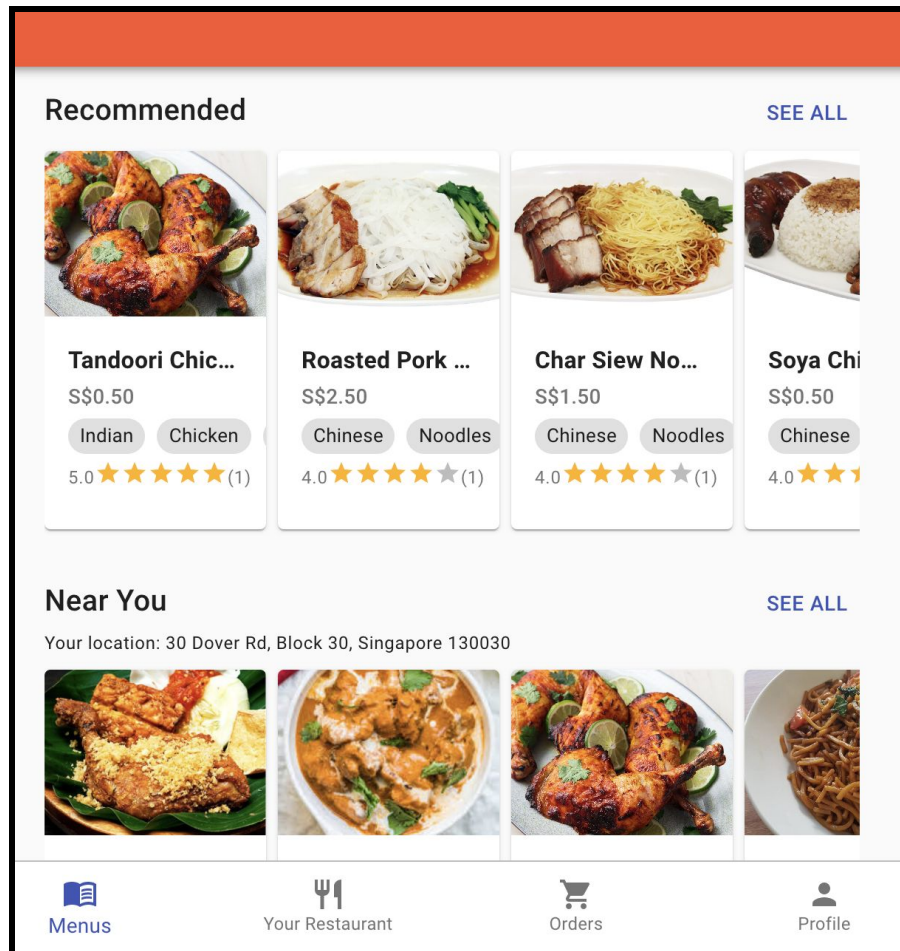 Recommended SEE ALL
Tandoori Chic... Roasted Pork ... Char Siew No... Soya Chi
S$0.50 S$2.50 S$1.50 S$0.50
Indian Chicken Chinese Noodles Chinese Noodles Chinese
5.0 (1) 4.0 (1) 4.0 (1) 4.0
Near You SEE ALL
Your location: 30 Dover Rd, Block 30, Singapore 130030
Menus Your Restaurant Orders Profile